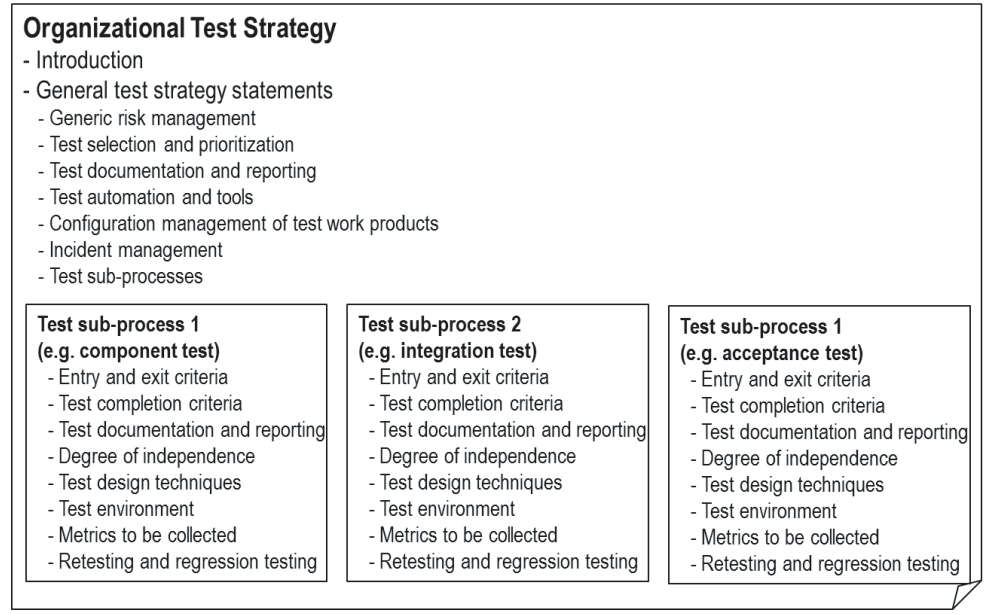 Organizational Test Strategy
- Introduction
- General test strategy statements
- Generic risk management
- Test selection and prioritization
- Test documentation and reporting
- Test automation and tools
- Configuration management of test work products
- Incident management
- Test sub-processes
Test sub-process 1
(e.g. component test)
- Entry and exit criteria
- Test completion criteria
- Test documentation and reporting
- Degree of independence
- Test design techniques
- Test environment
- Metrics to be collected
- Retesting and regression testing
Test sub-process 2
(e.g. integration test)
- Entry and exit criteria
- Test completion criteria
- Test documentation and reporting
- Degree of independence
- Test design techniques
- Test environment
- Metrics to be collected
- Retesting and regression testing
Test sub-process 1
(e.g. acceptance test)
- Entry and exit criteria
- Test completion criteria
- Test documentation and reporting
- Degree of independence
- Test design techniques
- Test environment
- Metrics to be collected
- Retesting and regression testing